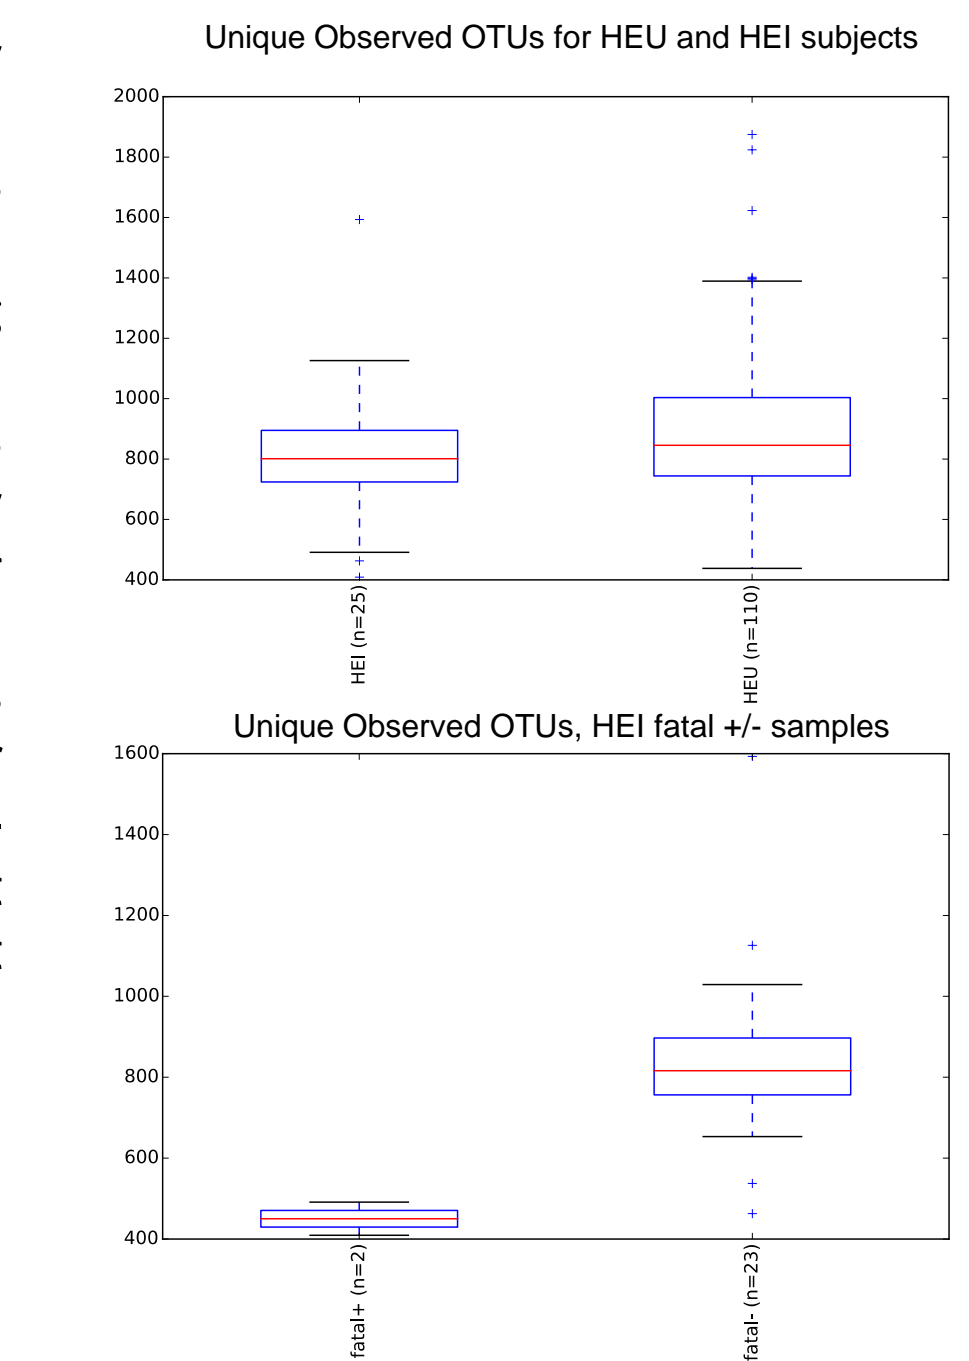 Unique Observed OTUs for HEU and HEI subjects
2000
1800
1600
1400
1200
1000
800
600
400
HEI (n=25)
HEU (n=110)
Unique Observed OTUs, HEI fatal +/- samples
1600
1400
1200
1000
800
600
400
fatal+ (n=2)
fatal- (n=23)